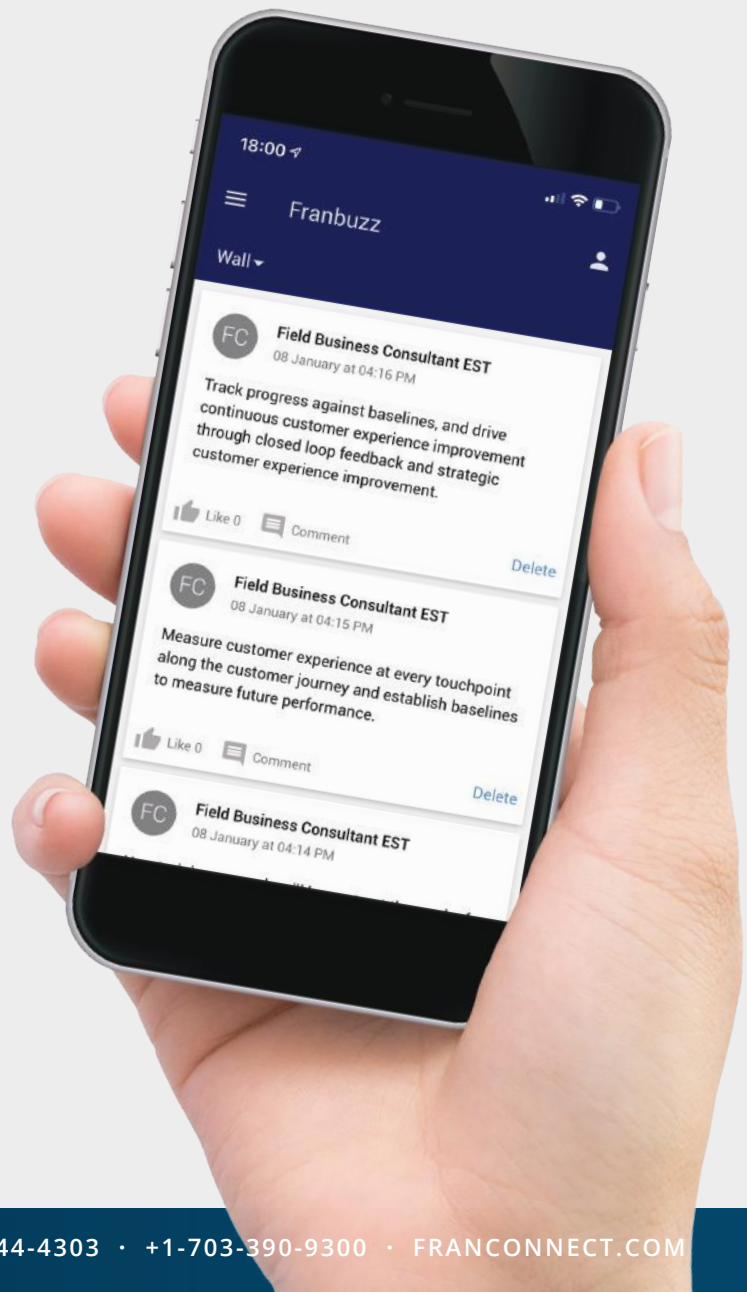 18:00
Franbuzz
Wall
FC
Field Business Consultant EST
08 January at 04:16 PM
Track progress against baselines, and drive
continuous customer experience improvement
through closed loop feedback and strategic
customer experience improvement.
Like 0 Comment
Delete
FC
Field Business Consultant EST
08 January at 04:15 PM
Measure customer experience at every touchpoint
along the customer journey and establish baselines
to measure future performance.
Like 0 Comment
Delete
FC
Field Business Consultant EST
08 January at 04:14 PM
44-4303 · +1-703-390-9300 · FRANCONNECT.COM